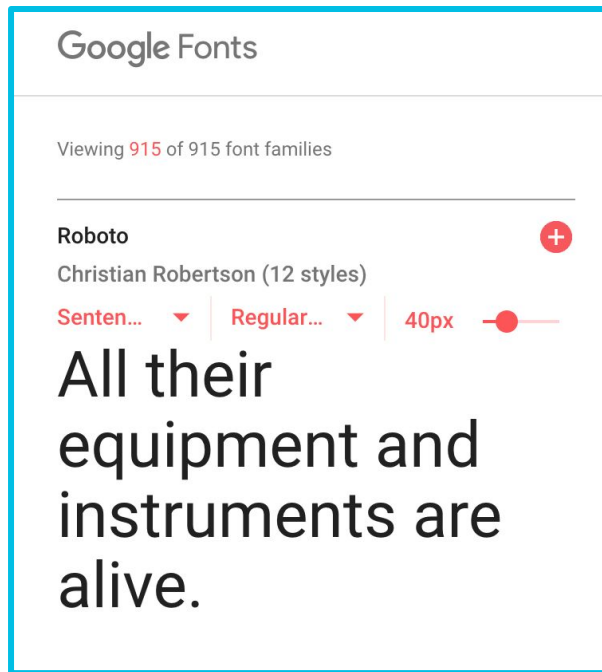 Google Fonts
Viewing 915 of 915 font families
Roboto
Christian Robertson (12 styles)
Senten... Regular... 40px
All their
equipment and
instruments are
alive.